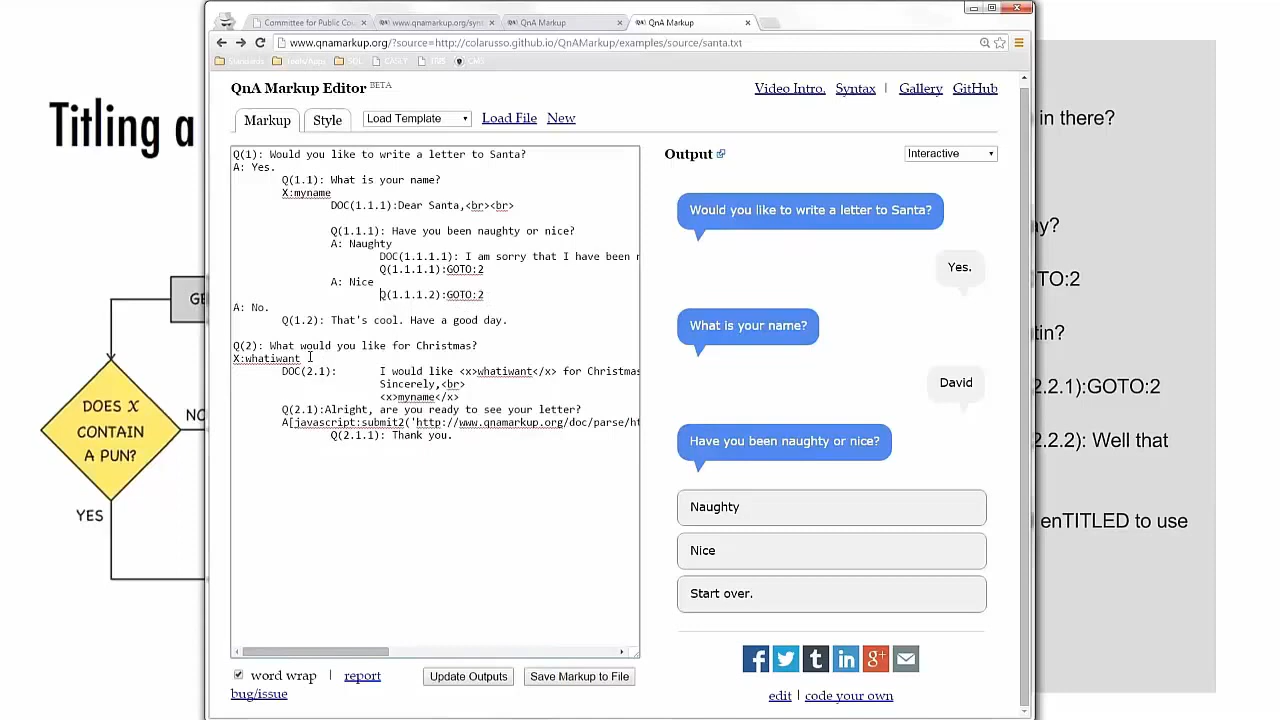 Committee for Public Cou
www.qnamarkup.org/syn
QnA Markup
QnA Markup
www.qnamarkup.org/?source=http://colarusso.github.io/QnAMarkup/examples/source/santa.txt
QnA Markup Editor BETA
Video Intro. Syntax | Gallery GitHub
Markup Style Load Template Load File New
Q(1): Would you like to write a letter to Santa?
A: Yes.
Q(1.1): What is your name?
X:myname
DOC(1.1.1):Dear Santa,<br><br>
Q(1.1.1): Have you been naughty or nice?
A: Naughty
DOC(1.1.1.1): I am sorry that I have been n
Q(1.1.1.1):GOTO:2
A: Nice
Q(1.1.1.2):GOTO:2
A: No.
Q(1.2): That's cool. Have a good day.
Q(2): What would you like for Christmas?
X:whatiwant
DOC(2.1): I would like <x>whatiwant</x> for Christmas
Sincerely,<br>
<x>myname</x>
Q(2.1):Alright, are you ready to see your letter?
A[javascript:submit2('http://www.qnamarkup.org/doc/parse/ht
Q(2.1.1): Thank you.
word wrap | report
bug/issue
Update Outputs Save Markup to File
Output Interactive
Would you like to write a letter to Santa?
Yes.
What is your name?
David
Have you been naughty or nice?
Naughty
Nice
Start over.
edit | code your own
Titling a
GE
DOES X
CONTAIN
A PUN?
NO
YES
in there?
ay?
TO:2
tin?
2.2.1):GOTO:2
2.2.2): Well that
enTITLED to use